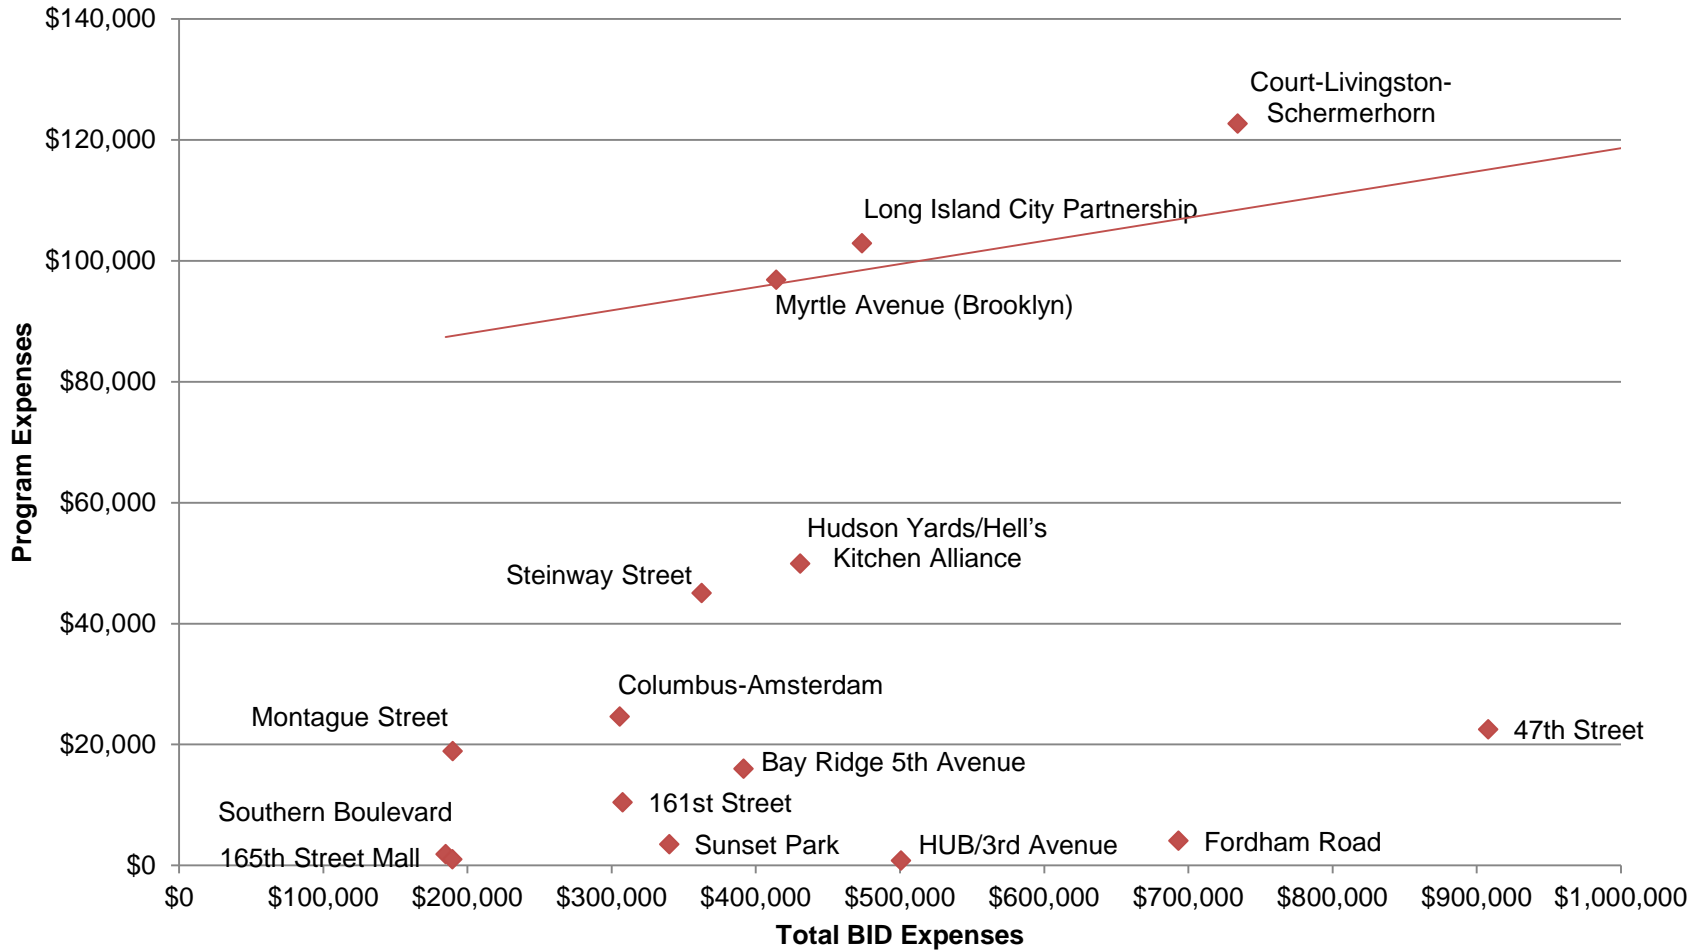 $140,000
$120,000
$100,000
$80,000
$60,000
$40,000
$20,000
$0
Program Expenses
Court-Livingston-
Schermerhorn
Long Island City Partnership
Myrtle Avenue (Brooklyn)
Hudson Yards/Hell’s
Kitchen Alliance
Steinway Street
Columbus-Amsterdam
Montague Street
47th Street
Bay Ridge 5th Avenue
161st Street
Southern Boulevard
Sunset Park
HUB/3rd Avenue
Fordham Road
165th Street Mall
$0
$100,000
$200,000
$300,000
$400,000
$500,000
$600,000
$700,000
$800,000
$900,000
$1,000,000
Total BID Expenses